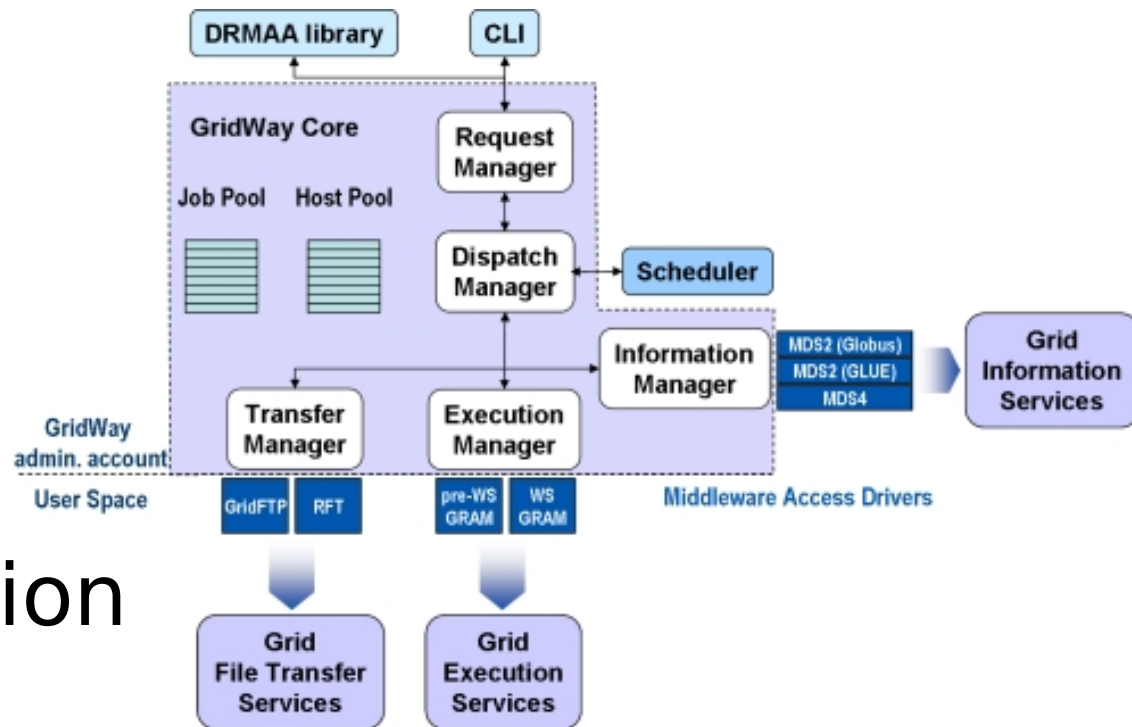 DRMAA library
CLI
GridWay Core
Request
Manager
Job Pool
Host Pool
Dispatch
Manager
Scheduler
Information
Manager
MDS2 (Globus)
MDS2 (GLUE)
MDS4
Grid
Information
Services
Transfer
Manager
Execution
Manager
GridWay
admin. account
User Space
GridFTP
RFT
pre-WS
GRAM
WS
GRAM
Middleware Access Drivers
ion
Grid
File Transfer
Services
Grid
Execution
Services